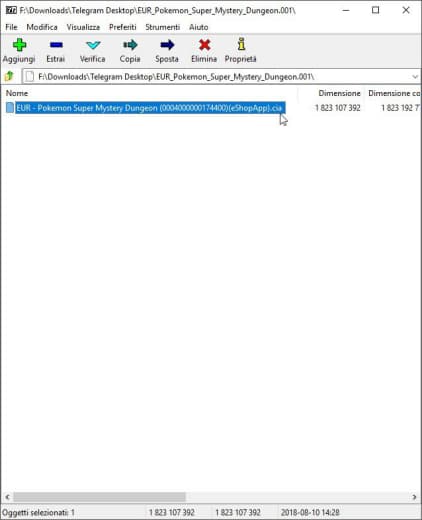 F:\Downloads\Telegram Desktop\EUR_Pokemon_Super_Mystery_Dungeon.001\
File Modifica Visualizza Preferiti Strumenti Aiuto
Aggiungi Estrai Verifica Copia Sposta Elimina Proprietà
F:\Downloads\Telegram Desktop\EUR_Pokemon_Super_Mystery_Dungeon.001\
Nome Dimensione Dimensione co
EUR - Pokemon Super Mystery Dungeon (0004000000174400)(eShopApp).cia 1 823 107 392 1 823 192 7
Oggetti selezionati: 1 1 823 107 392 1 823 107 392 2018-08-10 14:28